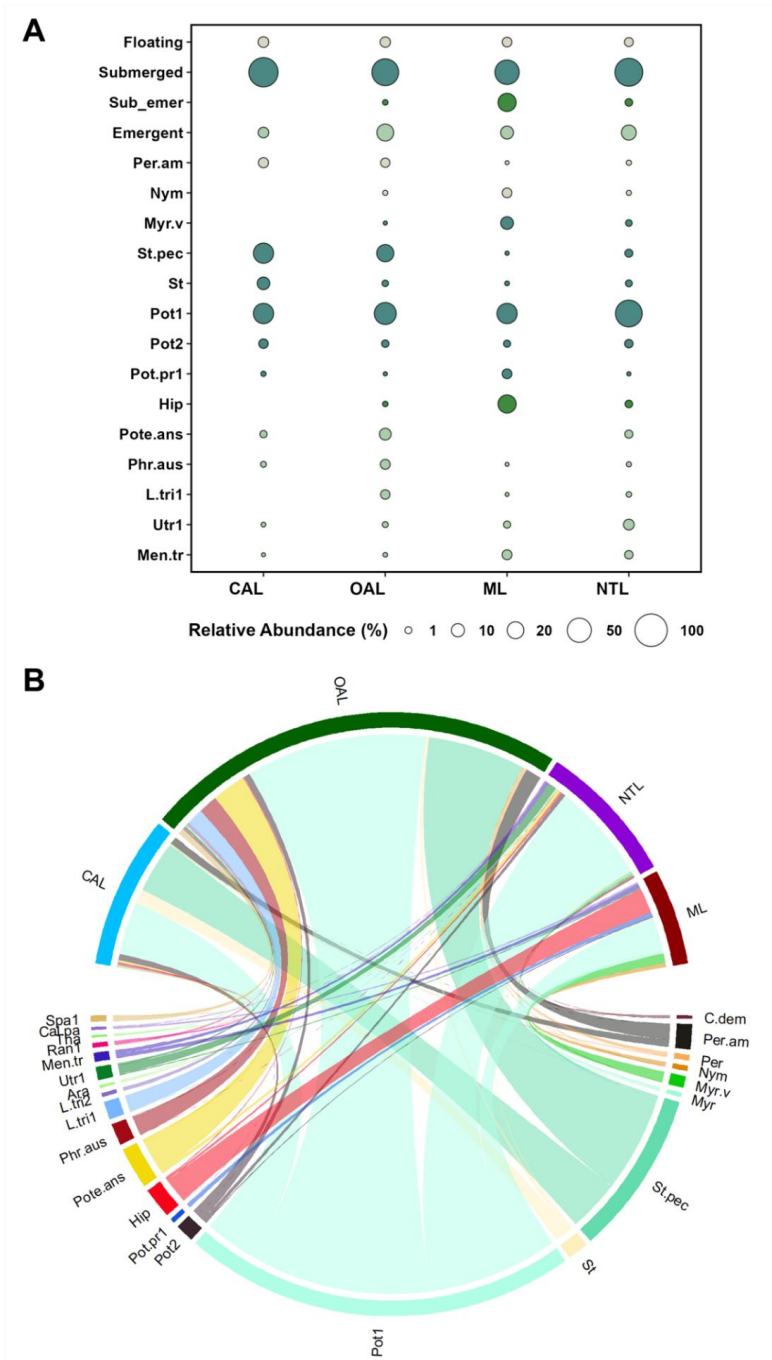 A
Floating
Submerged
Sub_emer
Emergent
Per.am
Nym
Myr.v
St.pec
St
Pot1
Pot2
Pot.pr1
Hip
Pote.ans
Phr.aus
L.tri1
Utr1
Men.tr
CAL OAL ML NTL
Relative Abundance (%) 1 10 20 50 100
B
OAL
NTL
CAL
ML
Spa1
Cal.pa
Tha
Ran1
Men.tr
Utr1
Ara
L.tri2
L.tri1
Phr.aus
Pote.ans
Hip
Pot.pr1
Pot2
Pot1
St
St.pec
Myr
Myr.v
Nym
Per
Per.am
C.dem